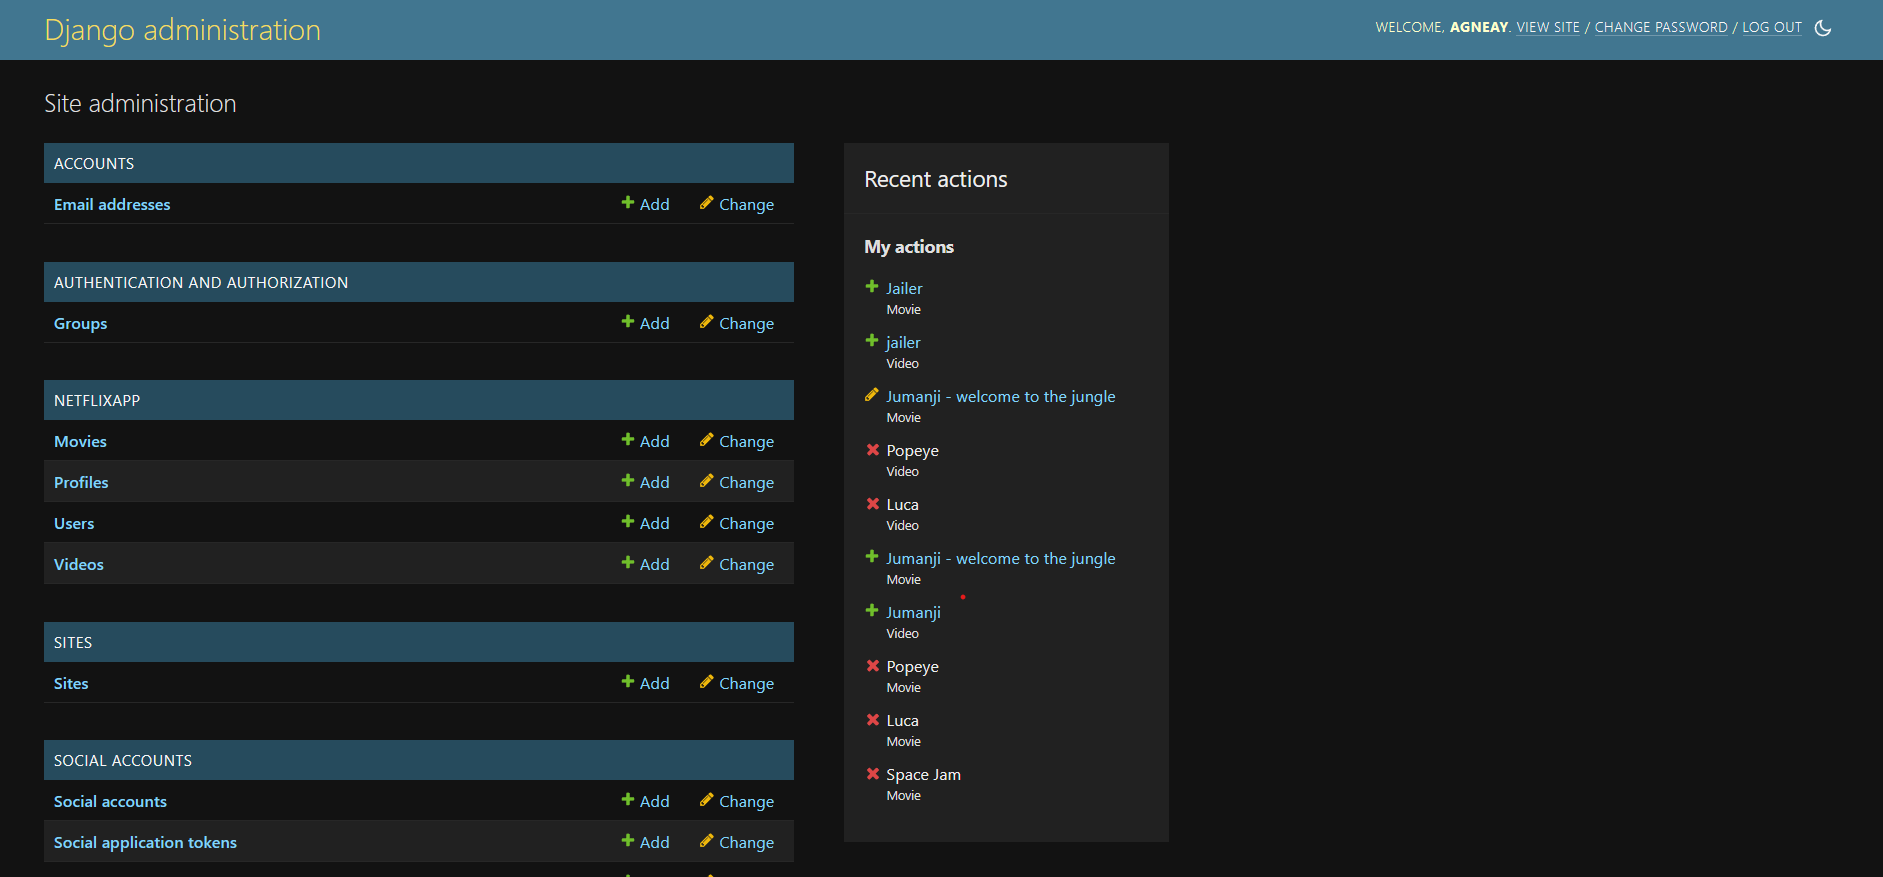 Django administration
WELCOME, AGNEAY. VIEW SITE / CHANGE PASSWORD / LOG OUT
Site administration
ACCOUNTS
Email addresses Add Change
AUTHENTICATION AND AUTHORIZATION
Groups Add Change
NETFLIXAPP
Movies Add Change
Profiles Add Change
Users Add Change
Videos Add Change
SITES
Sites Add Change
SOCIAL ACCOUNTS
Social accounts Add Change
Social application tokens Add Change
Recent actions
My actions
Jailer
Movie
jailer
Video
Jumanji - welcome to the jungle
Movie
Popeye
Video
Luca
Video
Jumanji - welcome to the jungle
Movie
Jumanji
Video
Popeye
Movie
Luca
Movie
Space Jam
Movie